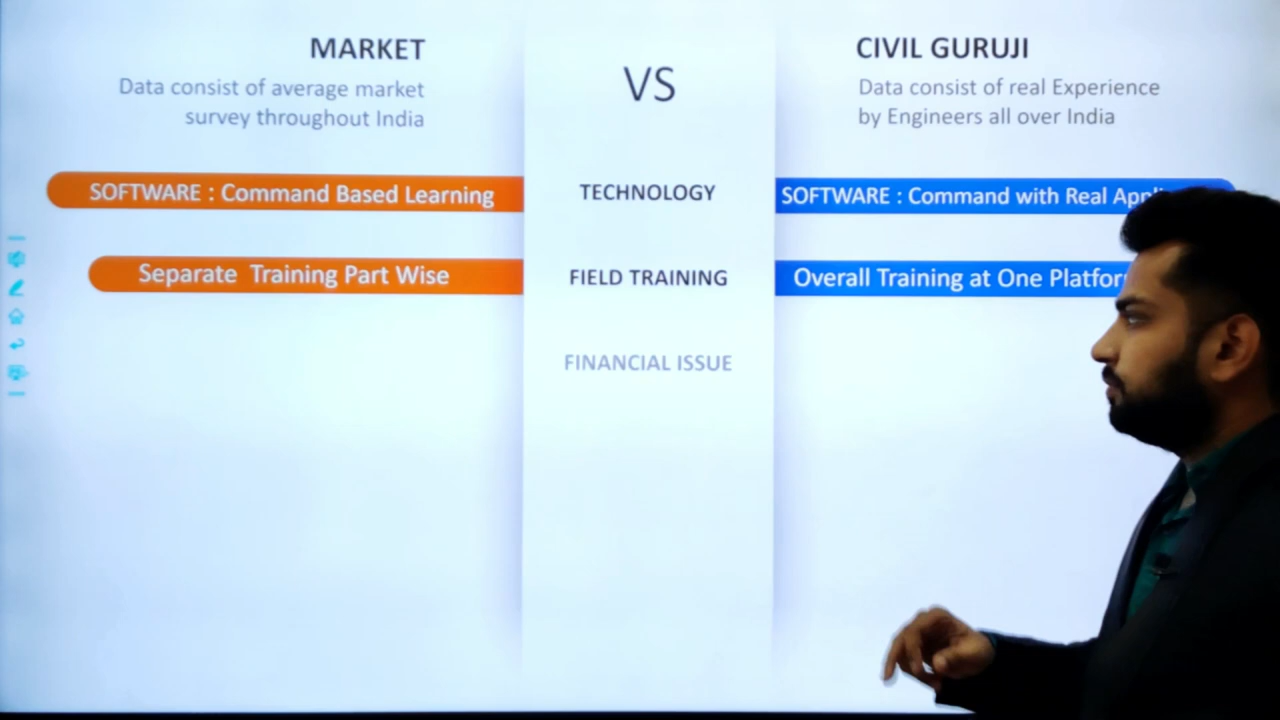 MARKET
Data consist of average market
survey throughout India
VS
CIVIL GURUJI
Data consist of real Experience
by Engineers all over India
SOFTWARE : Command Based Learning
TECHNOLOGY
SOFTWARE : Command with Real
Separate Training Part Wise
FIELD TRAINING
Overall Training at One
FINANCIAL ISSUE